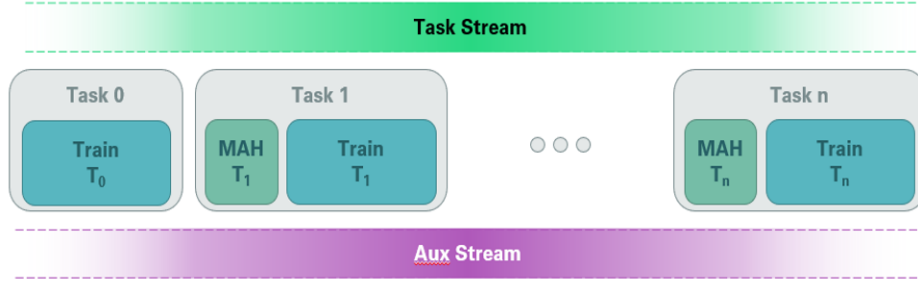 Task Stream
Task 0
Task 1
Task n
Train
T₀
MAH
T₁
Train
T₁
MAH
Tₙ
Train
Tₙ
Aux Stream